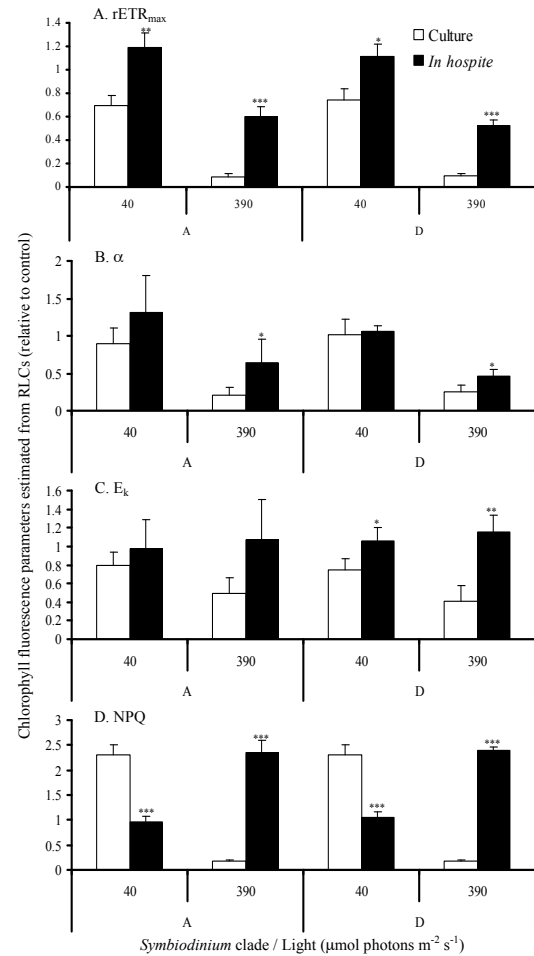 A. rETRmax
1.4
1.2
1
0.8
0.6
0.4
0.2
0
** *** * ***
Culture
In hospite
40 390 40 390
A D
B. α
2
1.5
1
0.5
0
* *
40 390 40 390
A D
C. Ek
1.6
1.4
1.2
1
0.8
0.6
0.4
0.2
0
* **
40 390 40 390
A D
D. NPQ
3
2.5
2
1.5
1
0.5
0
*** *** *** ***
40 390 40 390
A D
Chlorophyll fluorescence parameters estimated from RLCs (relative to control)
Symbiodinium clade / Light (μmol photons m⁻² s⁻¹)